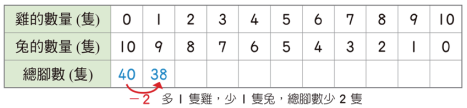 雞的數量(隻) 0 1 2 3 4 5 6 7 8 9 10
兔的數量(隻) 10 9 8 7 6 5 4 3 2 1 0
總腳數(隻) 40 38
−2 多1隻雞，少1隻兔，總腳數少2隻